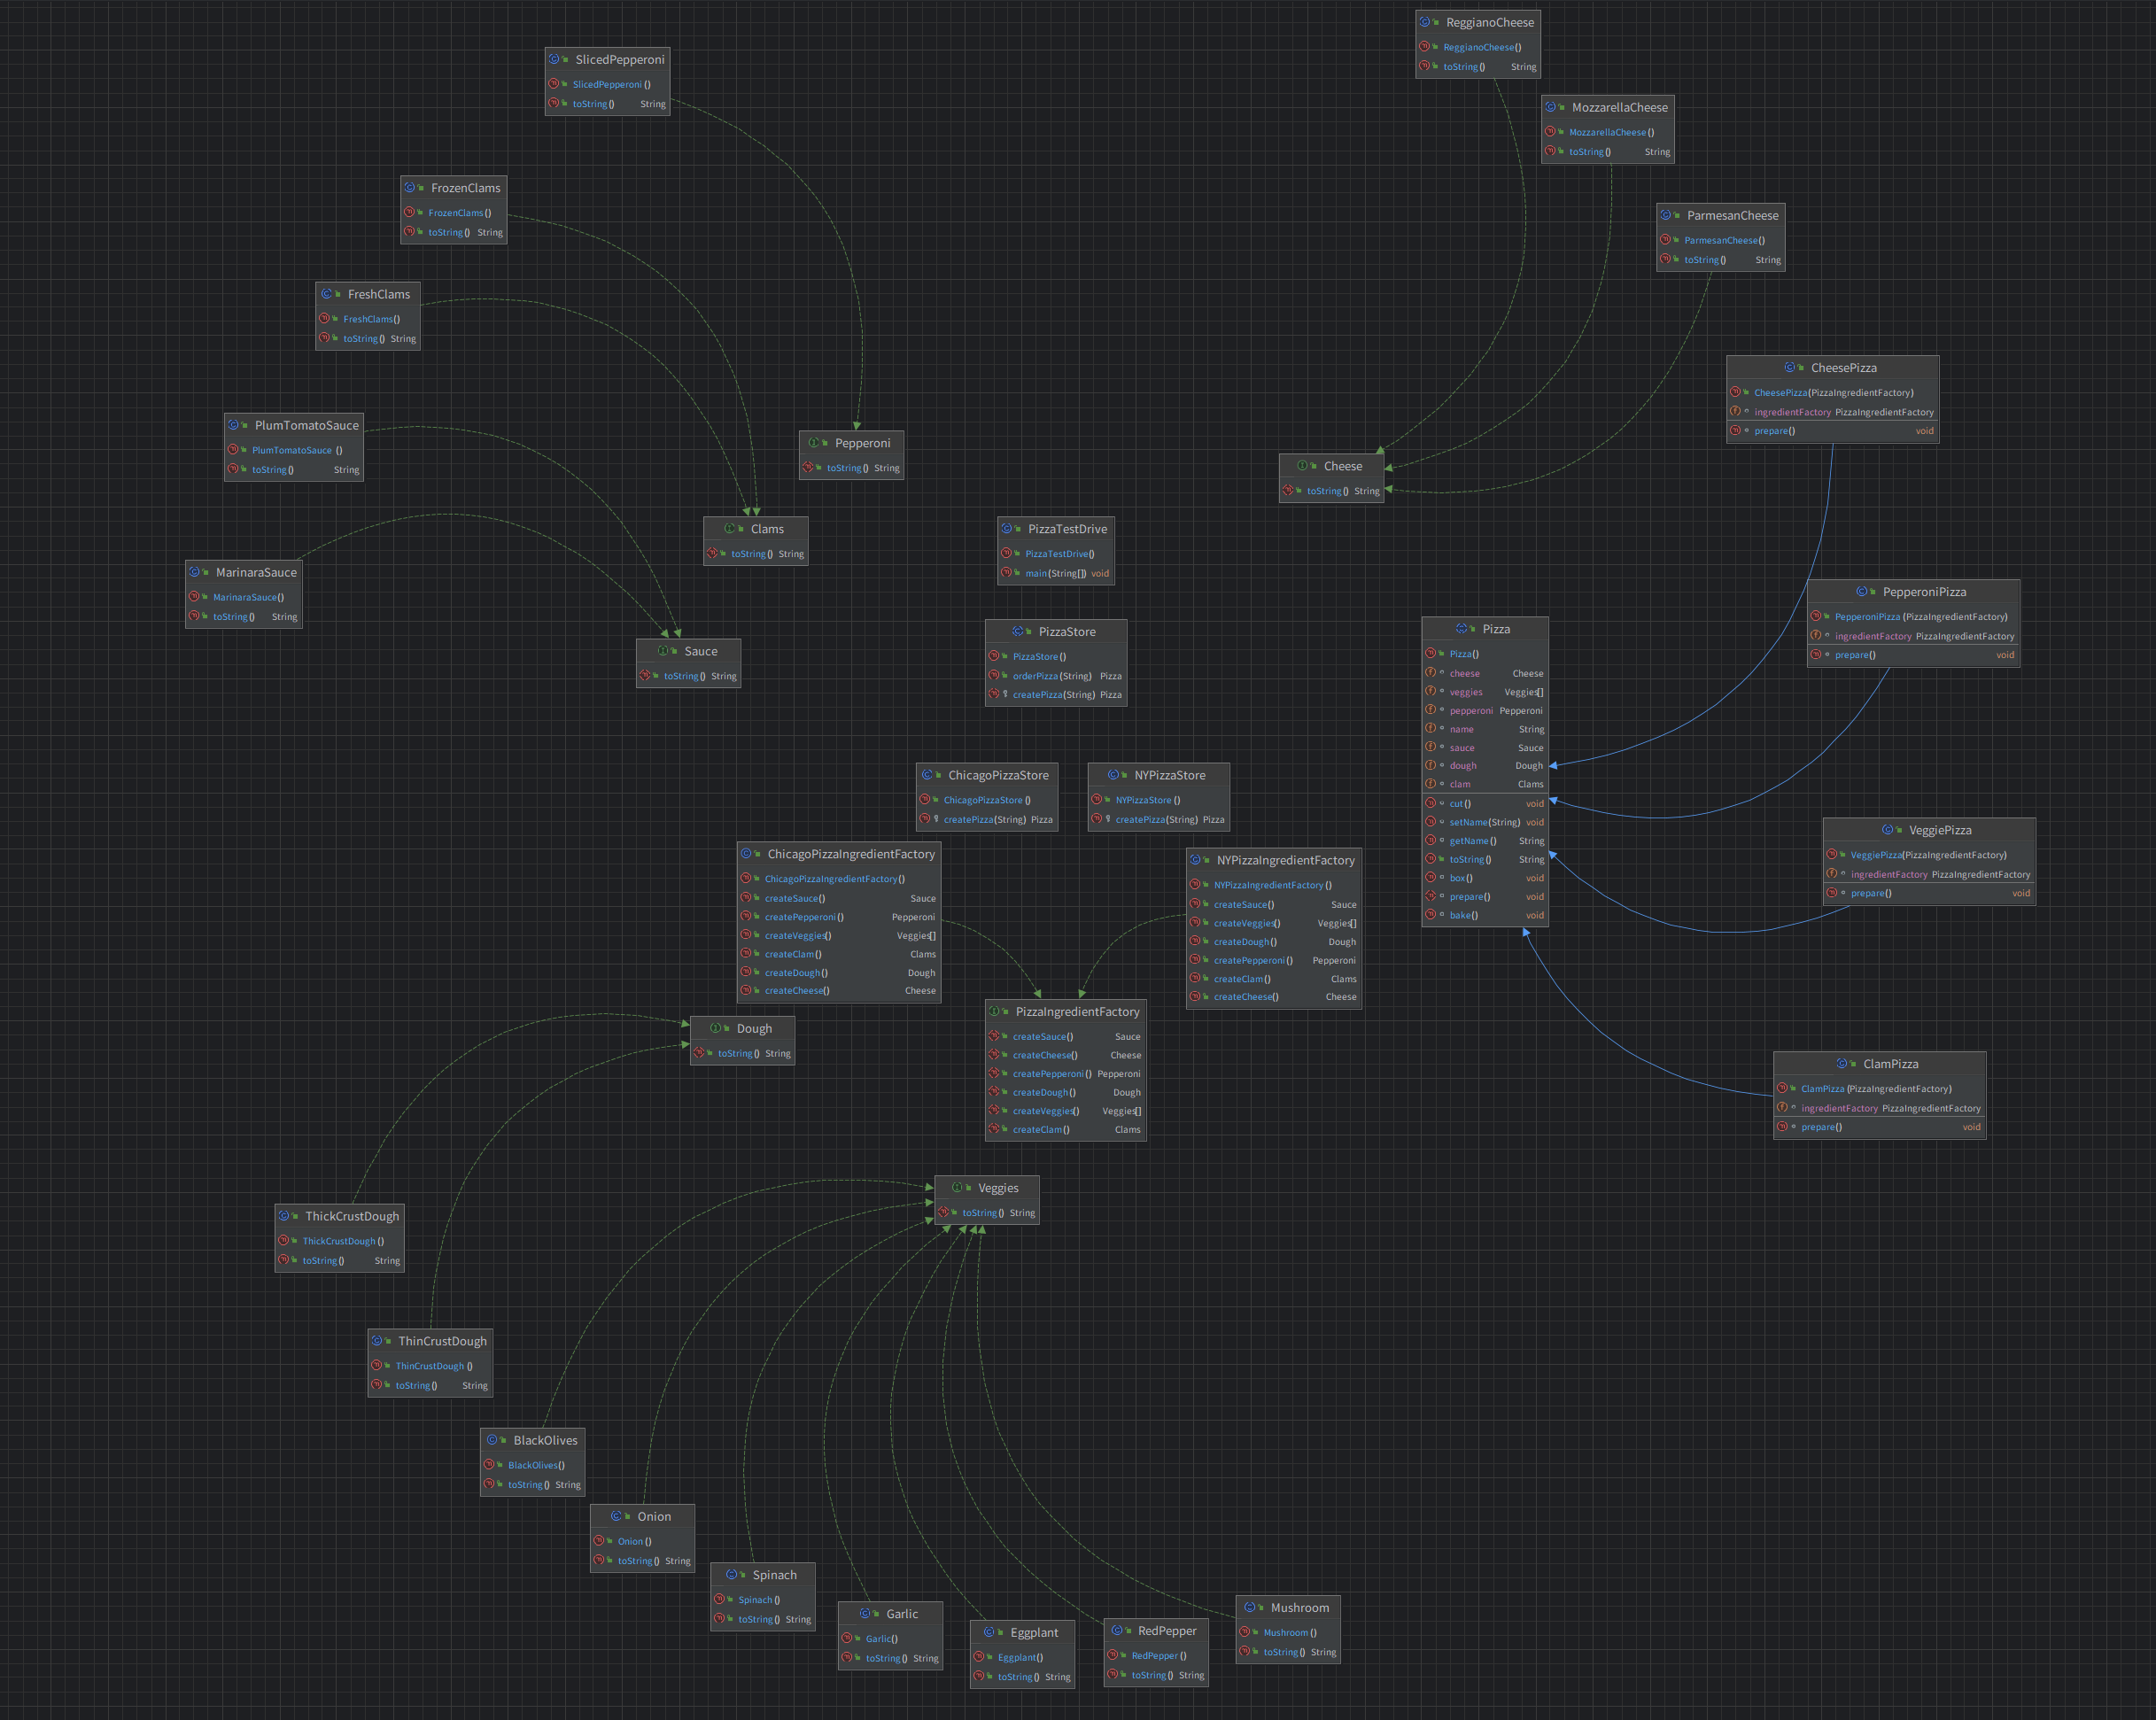 ReggianoCheese
ReggianoCheese()
toString() String
SlicedPepperoni
SlicedPepperoni()
toString() String
MozzarellaCheese
MozzarellaCheese()
toString() String
FrozenClams
FrozenClams()
toString() String
ParmesanCheese
ParmesanCheese()
toString() String
FreshClams
FreshClams()
toString() String
CheesePizza
CheesePizza(PizzaIngredientFactory)
ingredientFactory PizzaIngredientFactory
prepare() void
PlumTomatoSauce
PlumTomatoSauce()
toString() String
Pepperoni
toString() String
Cheese
toString() String
Clams
toString() String
PizzaTestDrive
PizzaTestDrive()
main(String[]) void
MarinaraSauce
MarinaraSauce()
toString() String
PepperoniPizza
PepperoniPizza(PizzaIngredientFactory)
ingredientFactory PizzaIngredientFactory
prepare() void
Sauce
toString() String
PizzaStore
PizzaStore()
orderPizza(String) Pizza
createPizza(String) Pizza
Pizza
Pizza()
cheese Cheese
veggies Veggies[]
pepperoni Pepperoni
name String
sauce Sauce
dough Dough
clam Clams
cut() void
setName(String) void
getName() String
toString() String
box() void
prepare() void
bake() void
ChicagoPizzaStore
ChicagoPizzaStore()
createPizza(String) Pizza
NYPizzaStore
NYPizzaStore()
createPizza(String) Pizza
VeggiePizza
VeggiePizza(PizzaIngredientFactory)
ingredientFactory PizzaIngredientFactory
prepare() void
ChicagoPizzaIngredientFactory
ChicagoPizzaIngredientFactory()
createSauce() Sauce
createPepperoni() Pepperoni
createVeggies() Veggies[]
createClam() Clams
createDough() Dough
createCheese() Cheese
NYPizzaIngredientFactory
NYPizzaIngredientFactory()
createSauce() Sauce
createVeggies() Veggies[]
createDough() Dough
createPepperoni() Pepperoni
createClam() Clams
createCheese() Cheese
PizzaIngredientFactory
createSauce() Sauce
createCheese() Cheese
createPepperoni() Pepperoni
createDough() Dough
createVeggies() Veggies[]
createClam() Clams
Dough
toString() String
ClamPizza
ClamPizza(PizzaIngredientFactory)
ingredientFactory PizzaIngredientFactory
prepare() void
Veggies
toString() String
ThickCrustDough
ThickCrustDough()
toString() String
ThinCrustDough
ThinCrustDough()
toString() String
BlackOlives
BlackOlives()
toString() String
Onion
Onion()
toString() String
Spinach
Spinach()
toString() String
Garlic
Garlic()
toString() String
Eggplant
Eggplant()
toString() String
RedPepper
RedPepper()
toString() String
Mushroom
Mushroom()
toString() String